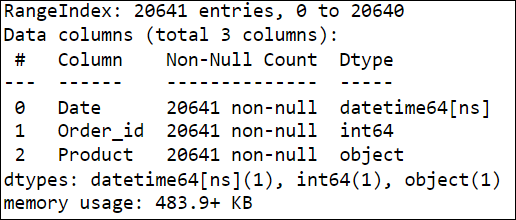 RangeIndex: 20641 entries, 0 to 20640
Data columns (total 3 columns):
 #   Column    Non-Null Count  Dtype
---  ------    --------------  -----
 0   Date      20641 non-null  datetime64[ns]
 1   Order_id  20641 non-null  int64
 2   Product   20641 non-null  object
dtypes: datetime64[ns](1), int64(1), object(1)
memory usage: 483.9+ KB